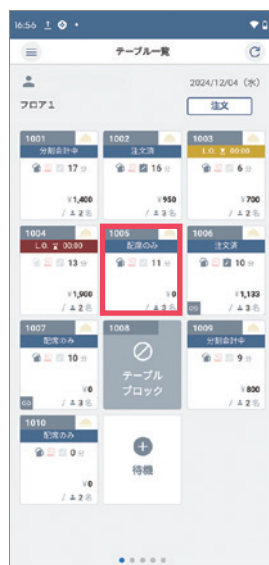 16:56
テーブル一覧
2024/12/04 (水)
フロア1
注文
1001
分割会計中
17分
¥1,400
/ 2名
1002
注文済
16分
¥950
/ 3名
1003
L.O. 00:00
6分
¥700
/ 2名
1004
L.O. 00:00
13分
¥1,900
/ 2名
1005
配席のみ
11分
¥0
/ 3名
1006
注文済
10分
¥1,133
/ 3名
1007
配席のみ
10分
¥0
/ 3名
1008
テーブル
ブロック
1009
分割会計中
9分
¥800
/ 2名
1010
配席のみ
0分
¥0
/ 2名
待機